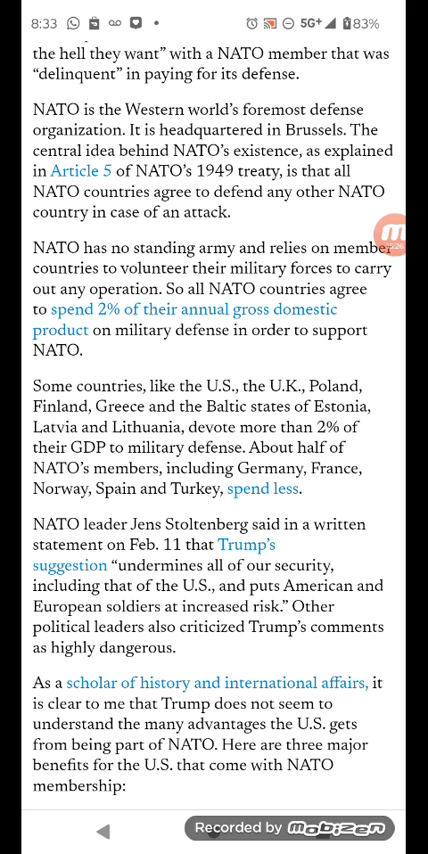 8:33
5G+
83%
the hell they want” with a NATO member that was
“delinquent” in paying for its defense.
NATO is the Western world’s foremost defense
organization. It is headquartered in Brussels. The
central idea behind NATO’s existence, as explained
in Article 5 of NATO’s 1949 treaty, is that all
NATO countries agree to defend any other NATO
country in case of an attack.
NATO has no standing army and relies on member
countries to volunteer their military forces to carry
out any operation. So all NATO countries agree
to spend 2% of their annual gross domestic
product on military defense in order to support
NATO.
Some countries, like the U.S., the U.K., Poland,
Finland, Greece and the Baltic states of Estonia,
Latvia and Lithuania, devote more than 2% of
their GDP to military defense. About half of
NATO’s members, including Germany, France,
Norway, Spain and Turkey, spend less.
NATO leader Jens Stoltenberg said in a written
statement on Feb. 11 that Trump’s
suggestion “undermines all of our security,
including that of the U.S., and puts American and
European soldiers at increased risk.” Other
political leaders also criticized Trump’s comments
as highly dangerous.
As a scholar of history and international affairs, it
is clear to me that Trump does not seem to
understand the many advantages the U.S. gets
from being part of NATO. Here are three major
benefits for the U.S. that come with NATO
membership:
Recorded by Mobizen